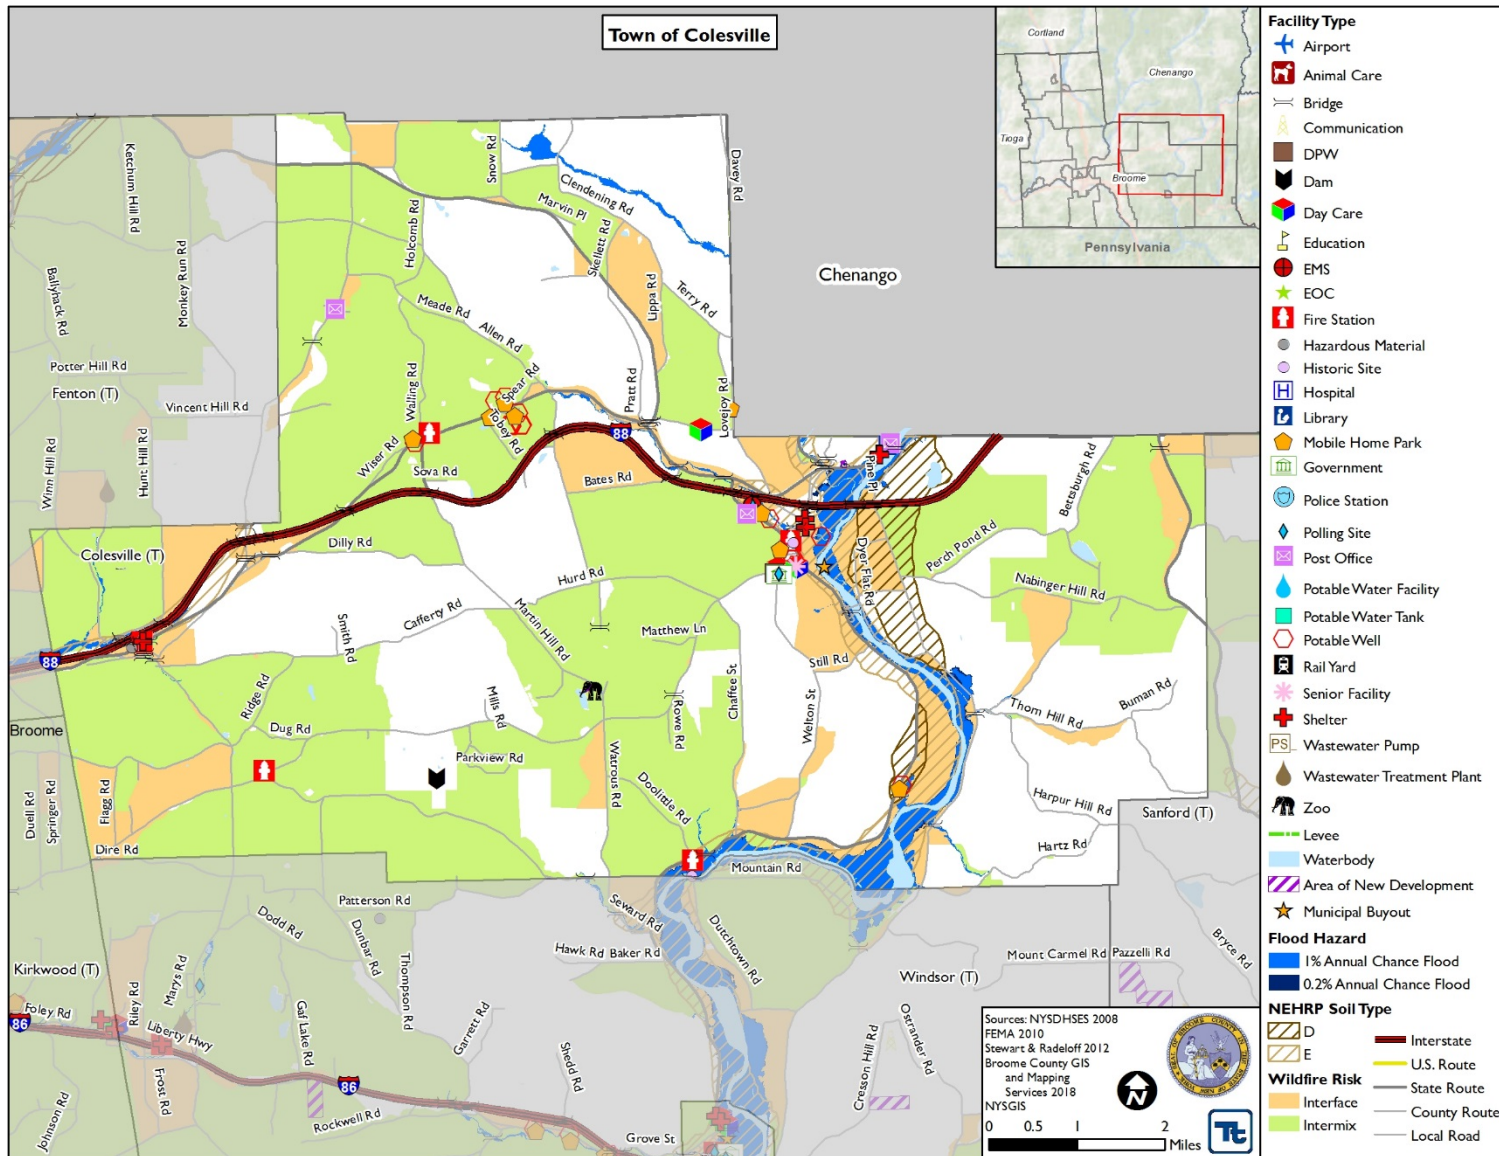 Town of Colesville
Cortland
Chenango
Tioga
Broome
Pennsylvania
Facility Type
Airport
Animal Care
Bridge
Communication
DPW
Dam
Day Care
Education
EMS
EOC
Fire Station
Hazardous Material
Historic Site
H Hospital
Library
Mobile Home Park
Government
Police Station
Polling Site
Post Office
Potable Water Facility
Potable Water Tank
Potable Well
Rail Yard
Senior Facility
Shelter
PS Wastewater Pump
Wastewater Treatment Plant
Zoo
Levee
Waterbody
Area of New Development
Municipal Buyout
Flood Hazard
1% Annual Chance Flood
0.2% Annual Chance Flood
NEHRP Soil Type
D
E
Wildfire Risk
Interface
Intermix
Interstate
U.S. Route
State Route
County Route
Local Road
Ketchum Hill Rd
Monkey Run Rd
Ballyhack Rd
Potter Hill Rd
Fenton (T)
Vincent Hill Rd
Winn Hill Rd
Hunt Hill Rd
Colesville (T)
Snow Rd
Clendening Rd
Marvin Pl
Holcomb Rd
Skellett Rd
Davey Rd
Lippa Rd
Terry Rd
Chenango
Meade Rd
Allen Rd
Spear Rd
Tobey Rd
Walling Rd
Wiser Rd
Sova Rd
Pratt Rd
Lovejoy Rd
88
Bates Rd
Pine Pl
Bettsburgh Rd
Dilly Rd
Hurd Rd
Perch Pond Rd
Nabinger Hill Rd
Dyer Flat Rd
Cafferty Rd
Smith Rd
Martin Hill Rd
Matthew Ln
Still Rd
88
Ridge Rd
Dug Rd
Mills Rd
Parkview Rd
Rowe Rd
Chaffee St
Welton St
Thorn Hill Rd
Buman Rd
Watrous Rd
Doolittle Rd
Harpur Hill Rd
Sanford (T)
Hartz Rd
Broome
Duell Rd
Springer Rd
Flagg Rd
Dire Rd
Mountain Rd
Patterson Rd
Dodd Rd
Dunbar Rd
Thompson Rd
Seward Rd
Hawk Rd
Baker Rd
Dutchtown Rd
Mount Carmel Rd
Pazzelli Rd
Bryce Rd
Windsor (T)
Kirkwood (T)
Foley Rd
Riley Rd
Marys Rd
Liberty Hwy
Gaf Lake Rd
Garrett Rd
Shedd Rd
Ostrander Rd
Cresson Hill Rd
86
86
Frost Rd
Johnson Rd
Rockwell Rd
Grove St
Sources: NYSDHSES 2008
FEMA 2010
Stewart & Radeloff 2012
Broome County GIS
and Mapping
Services 2018
NYSGIS
N
0 0.5 1 2
Miles
Tt